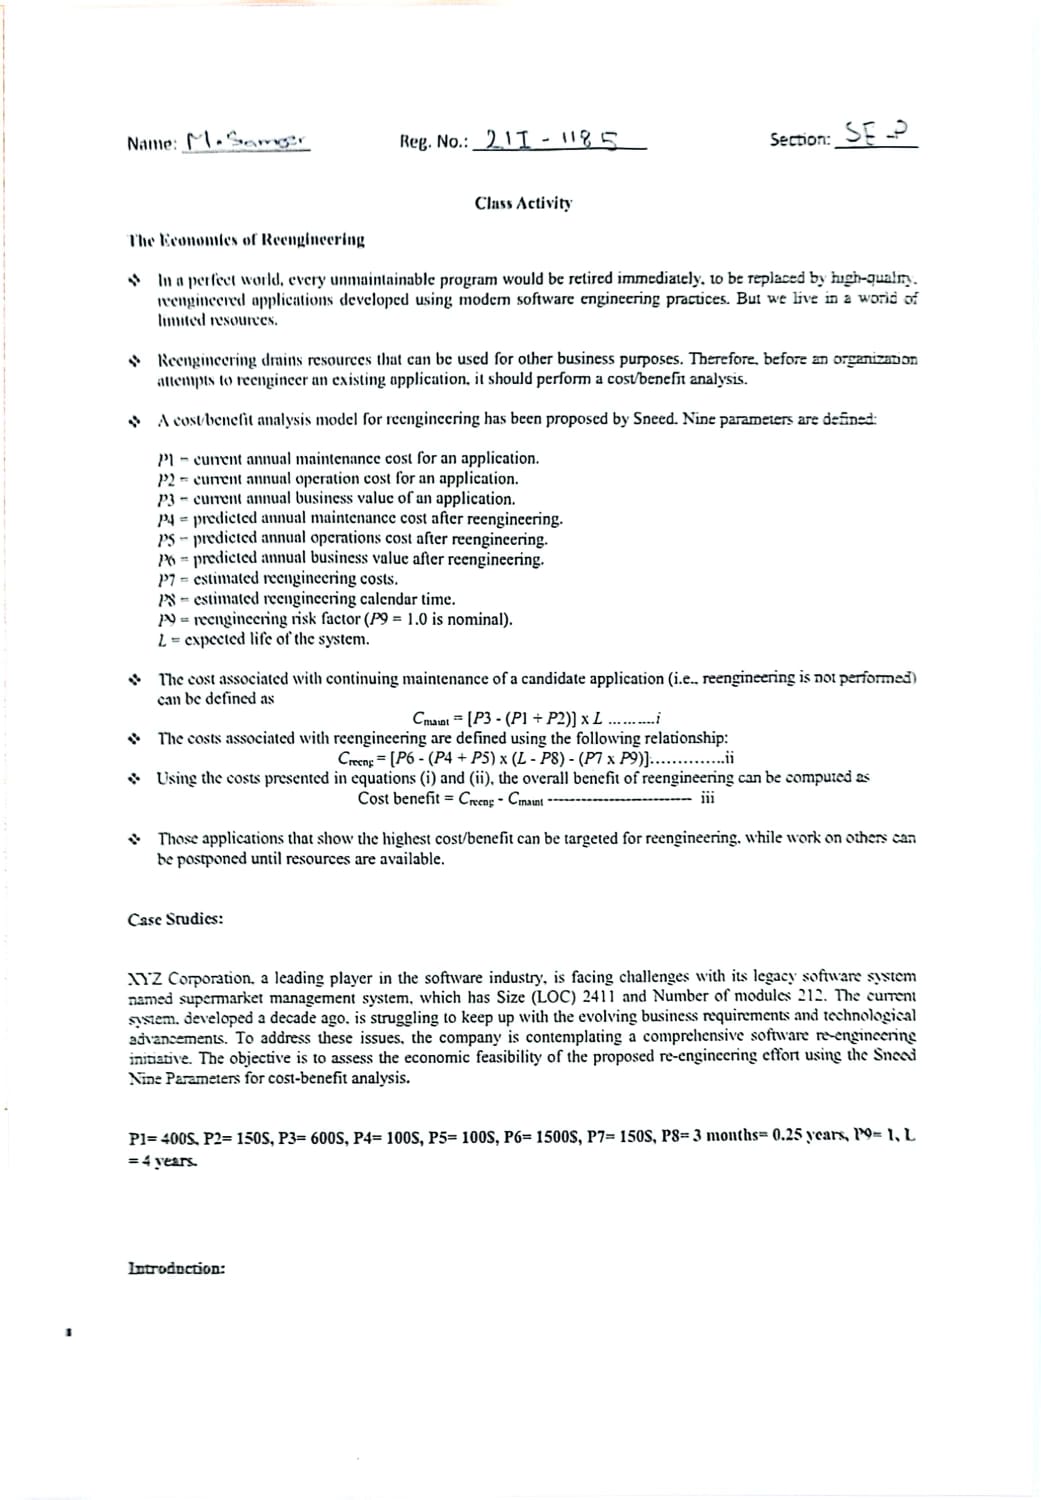 Name: M. Sameer Reg. No.: 21I - 1185 Section: SE-P
Class Activity
The Economics of Reengineering
❖ In a perfect world, every unmaintainable program would be retired immediately, to be replaced by high-quality,
reengineered applications developed using modern software engineering practices. But we live in a world of
limited resources.
❖ Reengineering drains resources that can be used for other business purposes. Therefore, before an organization
attempts to reengineer an existing application, it should perform a cost/benefit analysis.
❖ A cost/benefit analysis model for reengineering has been proposed by Sneed. Nine parameters are defined:
P1 = current annual maintenance cost for an application.
P2 = current annual operation cost for an application.
P3 = current annual business value of an application.
P4 = predicted annual maintenance cost after reengineering.
P5 = predicted annual operations cost after reengineering.
P6 = predicted annual business value after reengineering.
P7 = estimated reengineering costs.
P8 = estimated reengineering calendar time.
P9 = reengineering risk factor (P9 = 1.0 is nominal).
L = expected life of the system.
❖ The cost associated with continuing maintenance of a candidate application (i.e., reengineering is not performed)
can be defined as
Cmaint = [P3 - (P1 + P2)] x L ..........i
❖ The costs associated with reengineering are defined using the following relationship:
Creeng = [P6 - (P4 + P5) x (L - P8) - (P7 x P9)]..............ii
❖ Using the costs presented in equations (i) and (ii), the overall benefit of reengineering can be computed as
Cost benefit = Creeng - Cmaint ------------------------- iii
❖ Those applications that show the highest cost/benefit can be targeted for reengineering, while work on others can
be postponed until resources are available.
Case Studies:
XYZ Corporation, a leading player in the software industry, is facing challenges with its legacy software system
named supermarket management system, which has Size (LOC) 2411 and Number of modules 212. The current
system, developed a decade ago, is struggling to keep up with the evolving business requirements and technological
advancements. To address these issues, the company is contemplating a comprehensive software re-engineering
initiative. The objective is to assess the economic feasibility of the proposed re-engineering effort using the Sneed
Nine Parameters for cost-benefit analysis.
P1= 400$, P2= 150$, P3= 600$, P4= 100$, P5= 100$, P6= 1500$, P7= 150$, P8= 3 months= 0.25 years, P9= 1, L
= 4 years.
Introduction: